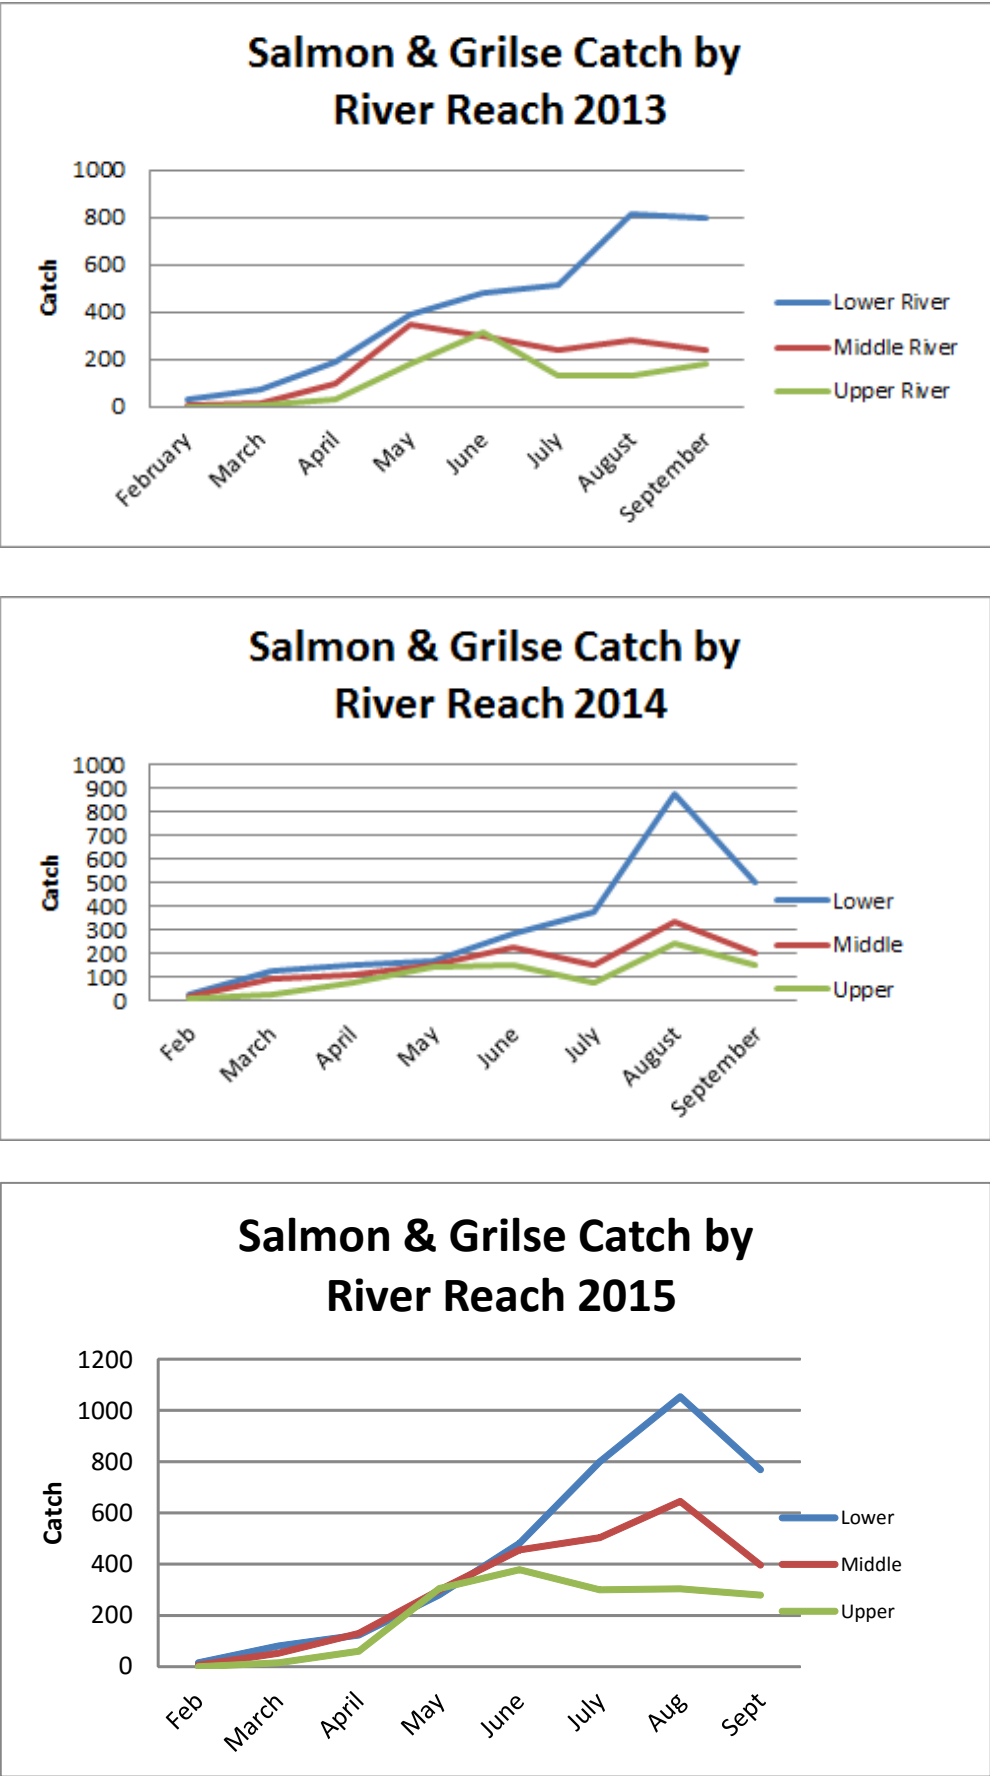 Salmon & Grilse Catch by
River Reach 2013
1000
800
600
400
200
0
Catch
February
March
April
May
June
July
August
September
Lower River
Middle River
Upper River
Salmon & Grilse Catch by
River Reach 2014
1000
900
800
700
600
500
400
300
200
100
0
Catch
Feb
March
April
May
June
July
August
September
Lower
Middle
Upper
Salmon & Grilse Catch by
River Reach 2015
1200
1000
800
600
400
200
0
Catch
Feb
March
April
May
June
July
Aug
Sept
Lower
Middle
Upper